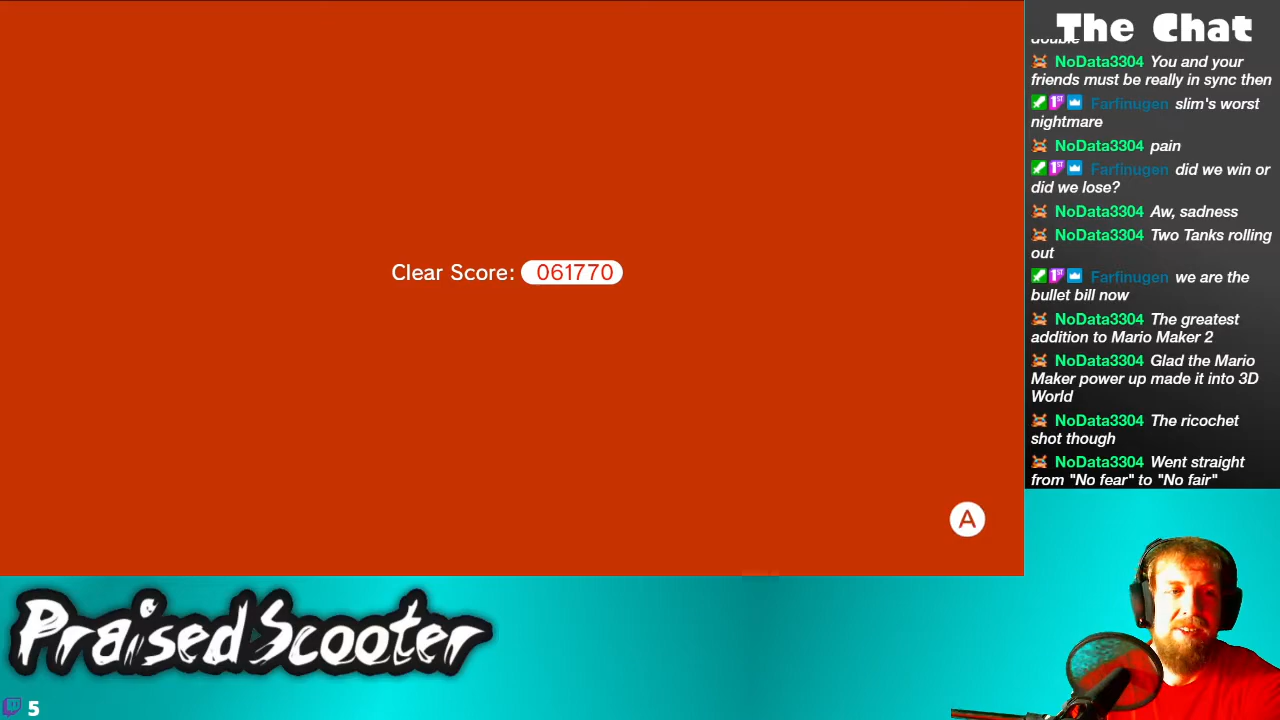 Clear Score: 061770
A
The Chat
double
NoData3304 You and your
friends must be really in sync then
1ST Farfinugen slim's worst
nightmare
NoData3304 pain
1ST Farfinugen did we win or
did we lose?
NoData3304 Aw, sadness
NoData3304 Two Tanks rolling
out
1ST Farfinugen we are the
bullet bill now
NoData3304 The greatest
addition to Mario Maker 2
NoData3304 Glad the Mario
Maker power up made it into 3D
World
NoData3304 The ricochet
shot though
NoData3304 Went straight
from "No fear" to "No fair"
PraisedScooter
5